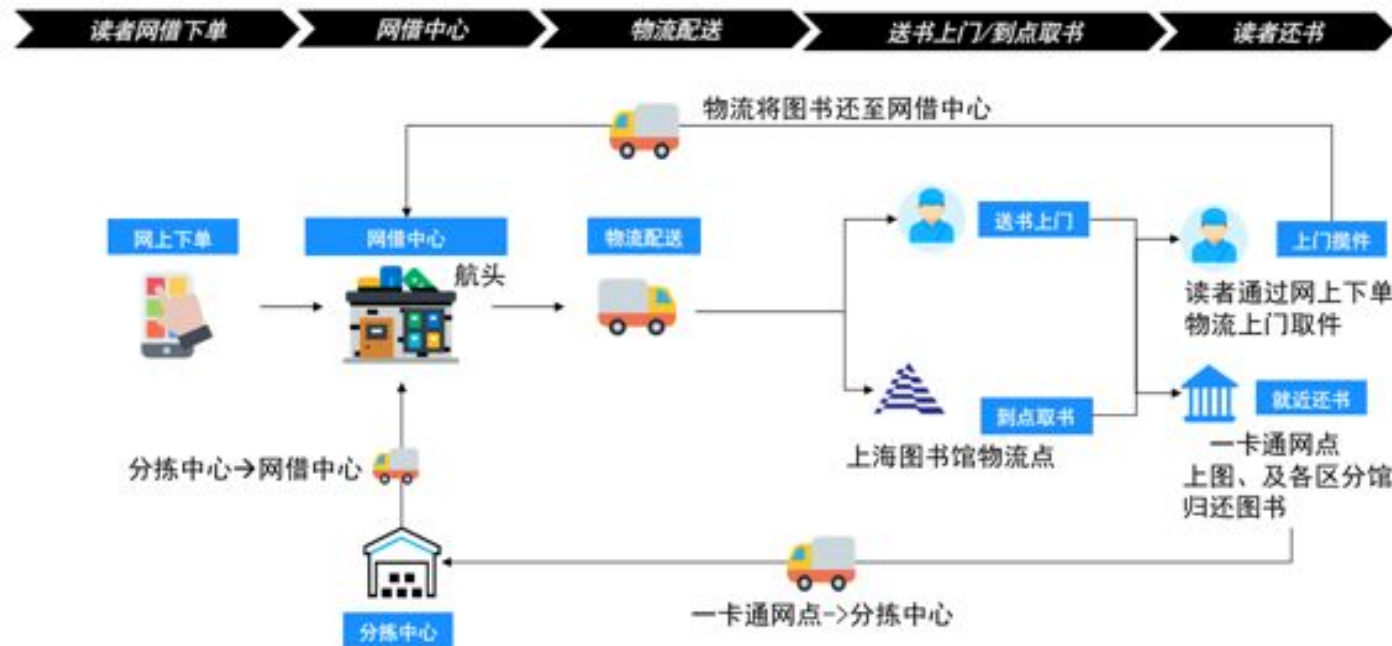 读者网借下单
网借中心
物流配送
送书上门/到点取书
读者还书
物流将图书还至网借中心
网上下单
网借中心
航头
物流配送
送书上门
上门揽件
读者通过网上下单
物流上门取件
到点取书
上海图书馆物流点
就近还书
一卡通网点
上图、及各区分馆
归还图书
分拣中心→网借中心
分拣中心
一卡通网点->分拣中心